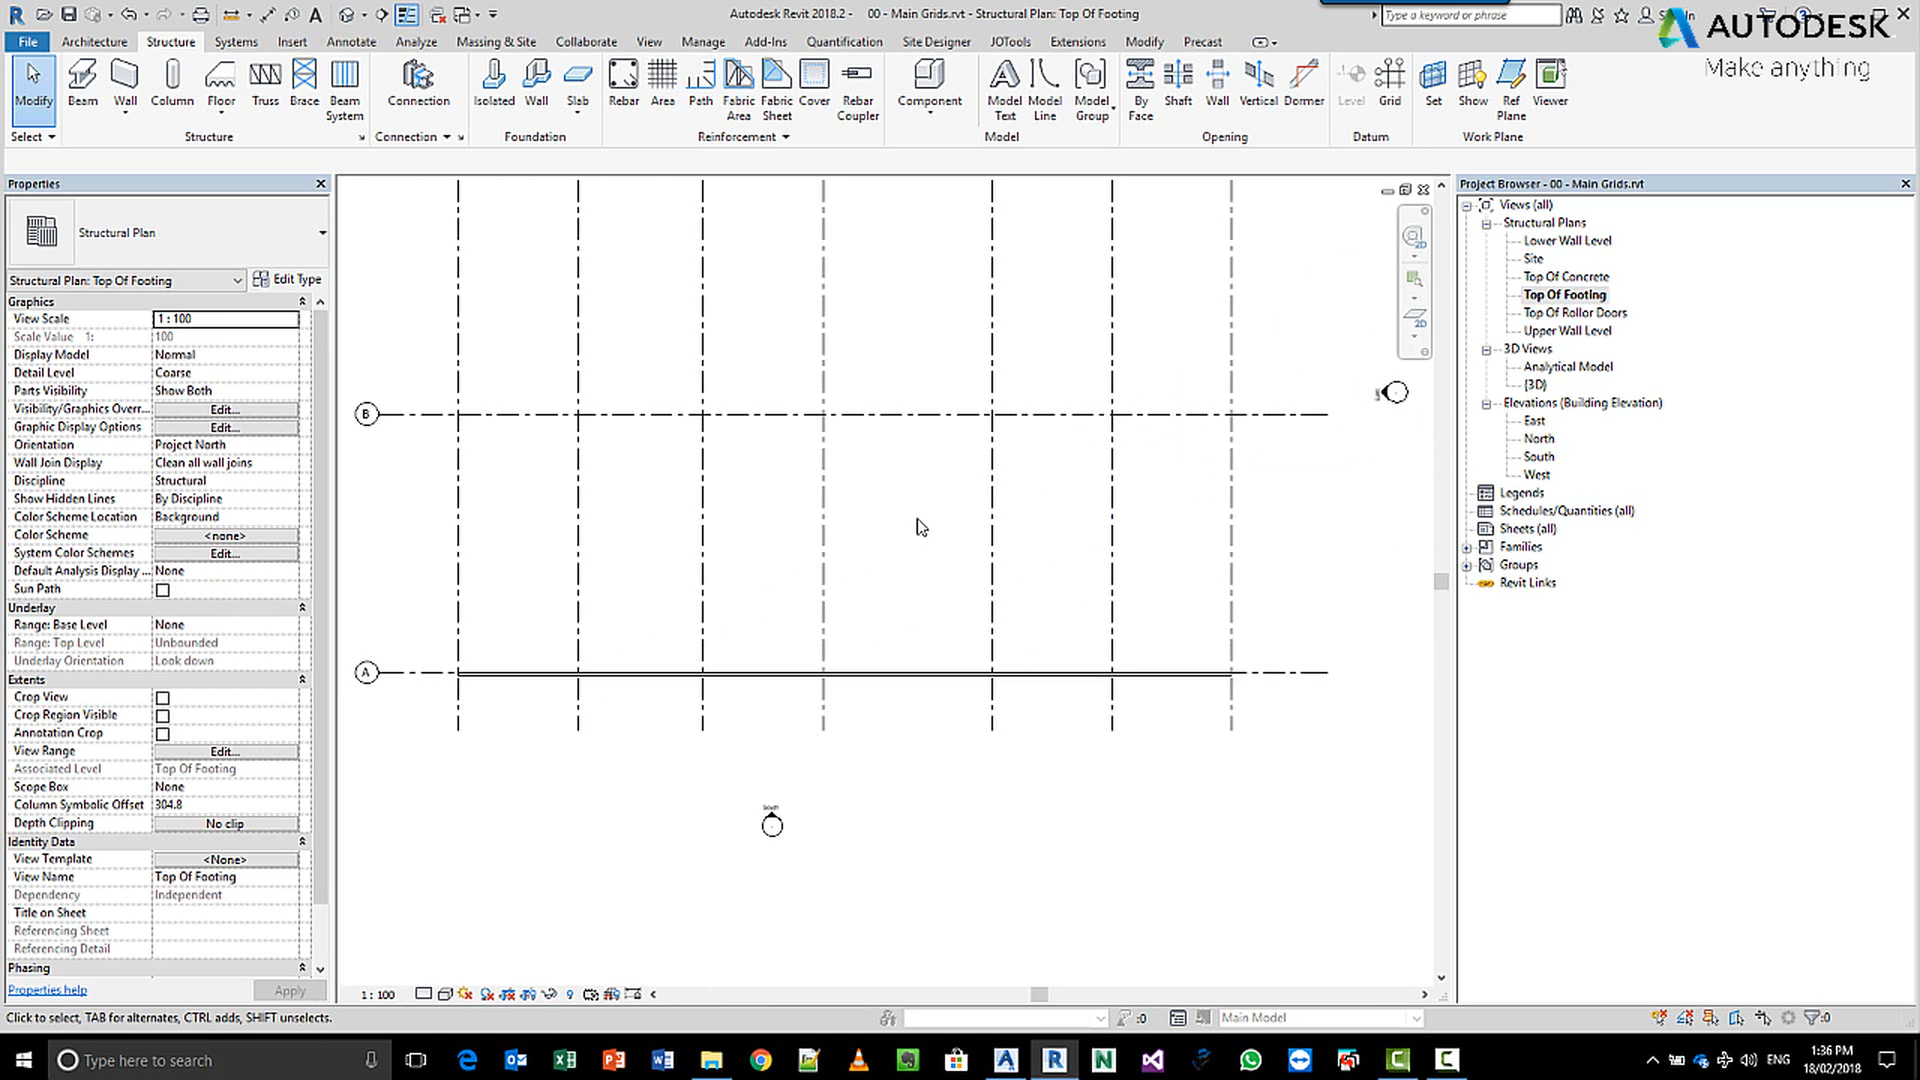 Autodesk Revit 2018.2 - 00 - Main Grids.rvt - Structural Plan: Top Of Footing
Type a keyword or phrase
AUTODESK
Make anything
File Architecture Structure Systems Insert Annotate Analyze Massing & Site Collaborate View Manage Add-Ins Quantification Site Designer JOTools Extensions Modify Precast
Modify Beam Wall Column Floor Truss Brace Beam System Connection Isolated Wall Slab Rebar Area Path Fabric Area Fabric Sheet Cover Rebar Coupler Component Model Text Model Line Model Group By Face Shaft Wall Vertical Dormer Level Grid Set Show Ref Plane Viewer
Select Structure Connection Foundation Reinforcement Model Opening Datum Work Plane
Properties
Structural Plan
Structural Plan: Top Of Footing Edit Type
Graphics
View Scale 1 : 100
Scale Value 1: 100
Display Model Normal
Detail Level Coarse
Parts Visibility Show Both
Visibility/Graphics Overr... Edit...
Graphic Display Options Edit...
Orientation Project North
Wall Join Display Clean all wall joins
Discipline Structural
Show Hidden Lines By Discipline
Color Scheme Location Background
Color Scheme <none>
System Color Schemes Edit...
Default Analysis Display ... None
Sun Path
Underlay
Range: Base Level None
Range: Top Level Unbounded
Underlay Orientation Look down
Extents
Crop View
Crop Region Visible
Annotation Crop
View Range Edit...
Associated Level Top Of Footing
Scope Box None
Column Symbolic Offset 304.8
Depth Clipping No clip
Identity Data
View Template <None>
View Name Top Of Footing
Dependency Independent
Title on Sheet
Referencing Sheet
Referencing Detail
Phasing
Properties help Apply
B
A
South
2D
2D
1 : 100
Project Browser - 00 - Main Grids.rvt
Views (all)
Structural Plans
Lower Wall Level
Site
Top Of Concrete
Top Of Footing
Top Of Rollor Doors
Upper Wall Level
3D Views
Analytical Model
{3D}
Elevations (Building Elevation)
East
North
South
West
Legends
Schedules/Quantities (all)
Sheets (all)
Families
Groups
Revit Links
Click to select, TAB for alternates, CTRL adds, SHIFT unselects.
:0
Main Model
:0
Type here to search
ENG
1:36 PM
18/02/2018